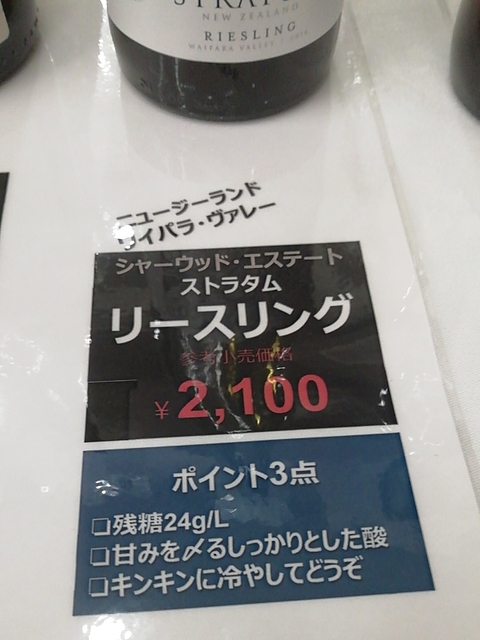 NEW ZEALAND
RIESLING
WAIPARA VALLEY
ニュージーランド
ワイパラ・ヴァレー
シャーウッド・エステート
ストラタム
リースリング
参考小売価格
¥2,100
ポイント3点
❏残糖24g/L
❏甘みを〆るしっかりとした酸
❏キンキンに冷やしてどうぞ